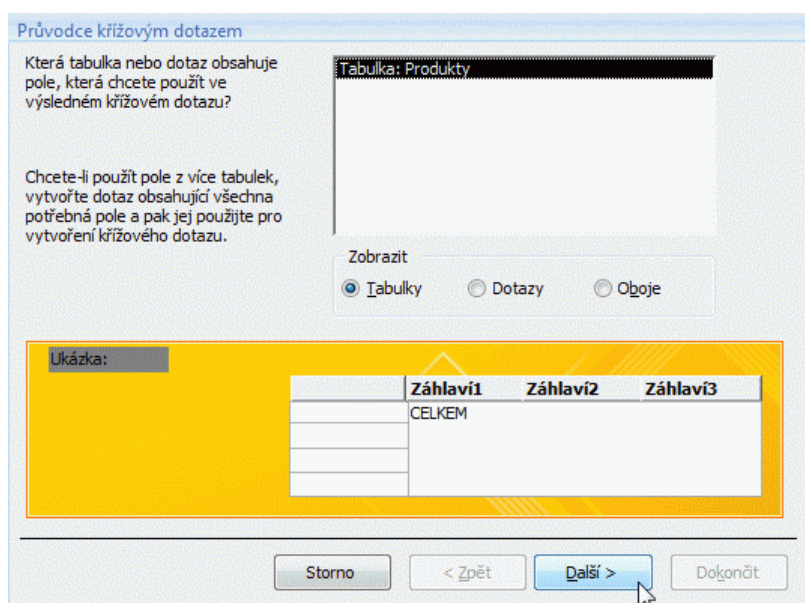 Průvodce křížovým dotazem
Která tabulka nebo dotaz obsahuje
pole, která chcete použít ve
výsledném křížovém dotazu?
Chcete-li použít pole z více tabulek,
vytvořte dotaz obsahující všechna
potřebná pole a pak jej použijte pro
vytvoření křížového dotazu.
Tabulka: Produkty
Zobrazit
Tabulky Dotazy Oboje
Ukázka:
Záhlaví1 Záhlaví2 Záhlaví3
CELKEM
Storno < Zpět Další > Dokončit